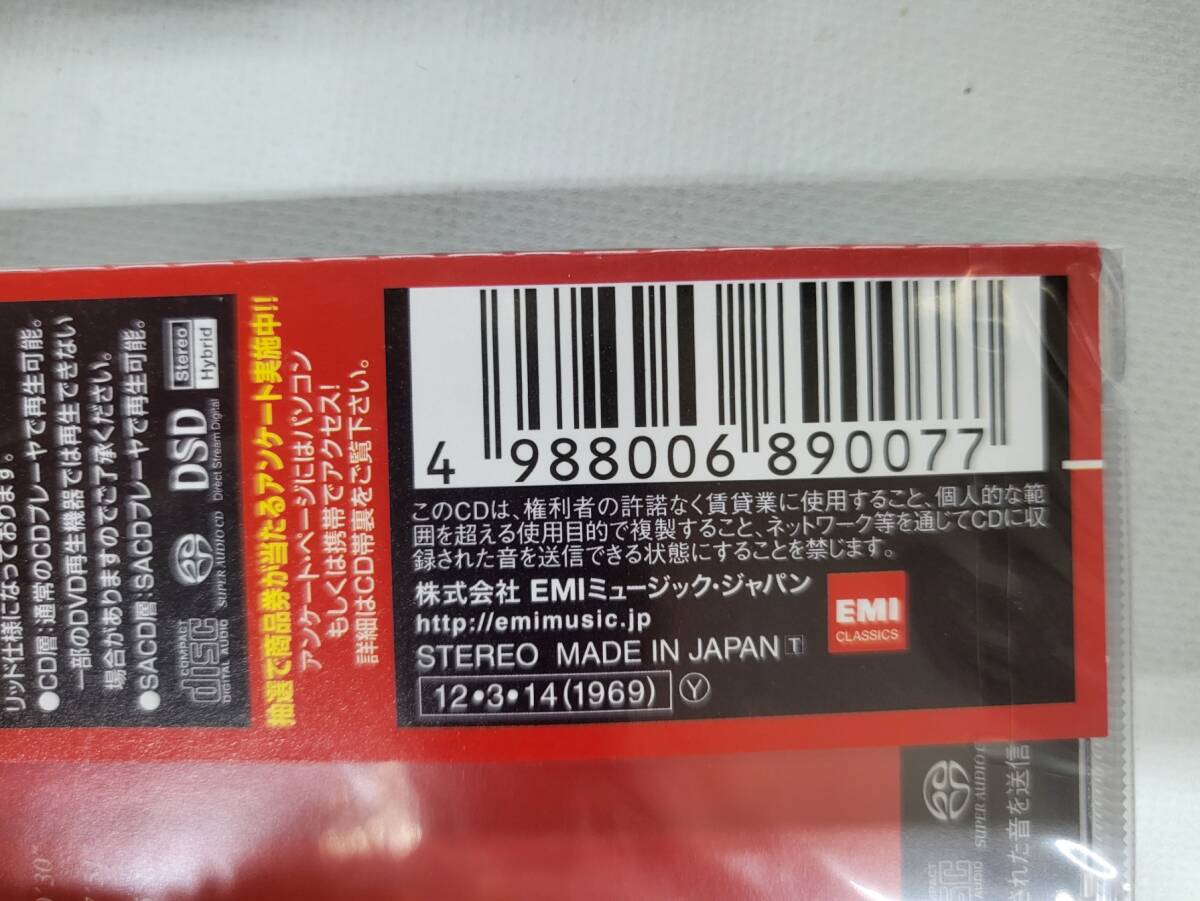 リッド仕様になっております。
●CD層:通常のCDプレーヤで再生可能。
一部のDVD再生機器では再生できない
場合がありますのでご了承ください。
●SACD層:SACDプレーヤで再生可能。
COMPACT
disc
DIGITAL AUDIO
SUPER AUDIO CD
DSD
Direct Stream Digital
Stereo
Hybrid
抽選で商品券が当たるアンケート実施中!!
アンケート・ページにはパソコン
もしくは携帯でアクセス!
詳細はCD帯裏をご覧下さい。
4 988006 890077
このCDは、権利者の許諾なく賃貸業に使用すること、個人的な範
囲を超える使用目的で複製すること、ネットワーク等を通じてCDに収
録された音を送信できる状態にすることを禁じます。
株式会社 EMIミュージック・ジャパン
http://emimusic.jp
STEREO MADE IN JAPAN T
12・3・14(1969) Y
EMI
CLASSICS
SUPER AUDIO
された音を送信